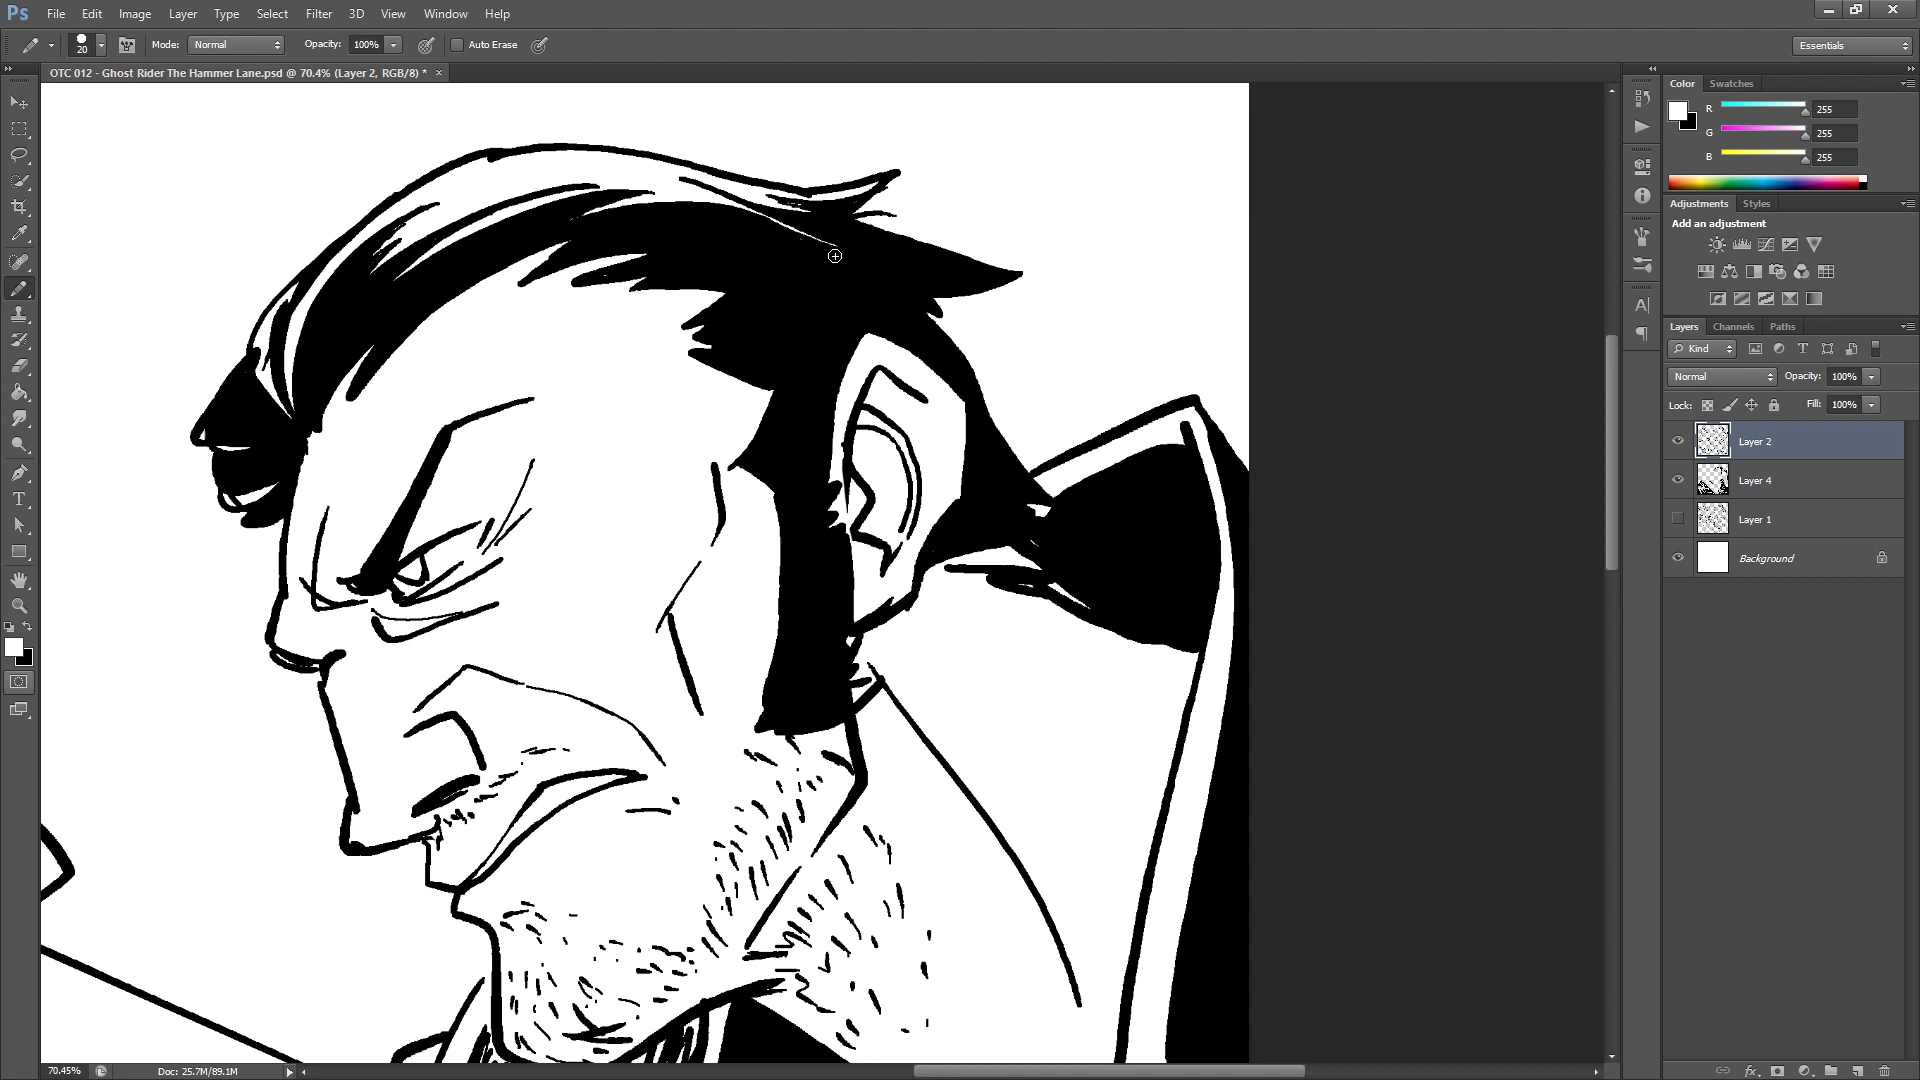 Ps File Edit Image Layer Type Select Filter 3D View Window Help
20 Mode: Normal Opacity: 100% Auto Erase Essentials
OTC 012 - Ghost Rider The Hammer Lane.psd @ 70.4% (Layer 2, RGB/8) * ×
Color Swatches
R 255
G 255
B 255
Adjustments Styles
Add an adjustment
Layers Channels Paths
Kind
Normal Opacity: 100%
Lock: Fill: 100%
Layer 2
Layer 4
Layer 1
Background
70.45% Doc: 25.7M/89.1M